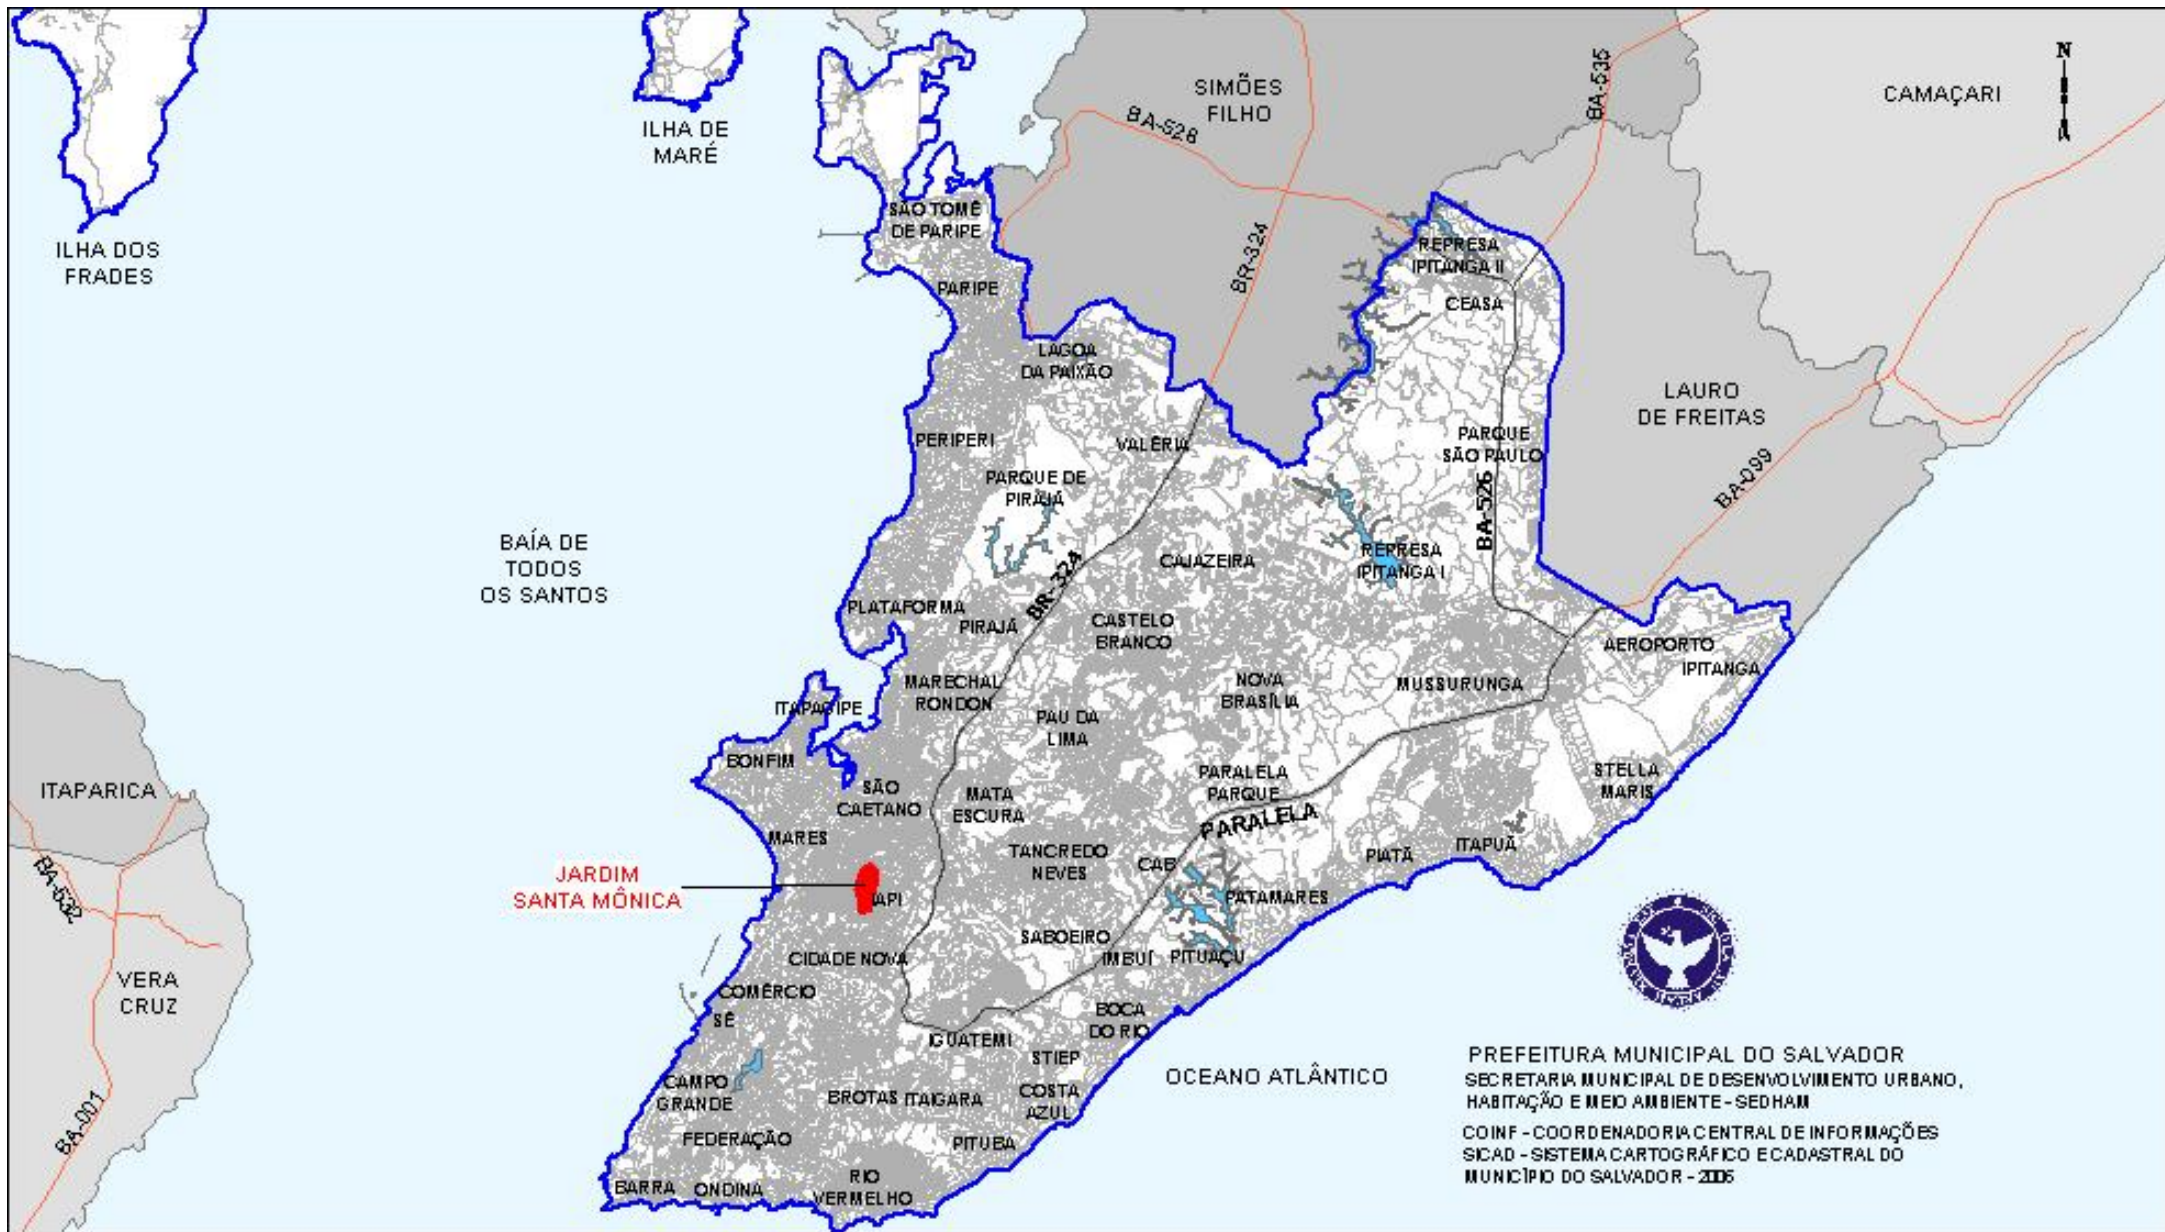 SIMÕES
FILHO
CAMAÇARI
N
BA-535
BA-526
ILHA DE
MARÉ
ILHA DOS
FRADES
SÃO TOMÉ
DE PARIPE
BR-324
REPRESA
IPITANGA II
PARIPE
CEASA
LAGOA
DA PAIXÃO
LAURO
DE FREITAS
PERIPERI
VALÉRIA
PARQUE
SÃO PAULO
PARQUE DE
PIRAJÁ
BA-099
BA-526
BAÍA DE
TODOS
OS SANTOS
CAJAZEIRA
REPRESA
IPITANGA I
BR-324
PLATAFORMA
PIRAJÁ
CASTELO
BRANCO
AEROPORTO
IPITANGA
MARECHAL
RONDON
NOVA
BRASÍLIA
MUSSURUNGA
ITAPAGIPE
PAU DA
LIMA
BONFIM
PARALELA
PARQUE
STELLA
MARIS
ITAPARICA
SÃO
CAETANO
MATA
ESCURA
PARALELA
MARES
TANCREDO
NEVES
CAB
PIATÃ
ITAPUÃ
JARDIM
SANTA MÔNICA
IAPI
PATAMARES
BA-532
SABOEIRO
CIDADE NOVA
IMBUÍ
PITUAÇU
VERA
CRUZ
COMÉRCIO
SÉ
BOCA
DO RIO
IGUATEMI
STIEP
OCEANO ATLÂNTICO
CAMPO
GRANDE
BROTAS
ITAIGARA
COSTA
AZUL
BA-001
FEDERAÇÃO
PITUBA
BARRA
ONDINA
RIO
VERMELHO
PREFEITURA MUNICIPAL DO SALVADOR
SECRETARIA MUNICIPAL DE DESENVOLVIMENTO URBANO,
HABITAÇÃO E MEIO AMBIENTE - SEDHAM
COINF - COORDENADORIA CENTRAL DE INFORMAÇÕES
SICAD - SISTEMA CARTOGRÁFICO E CADASTRAL DO
MUNICÍPIO DO SALVADOR - 2006